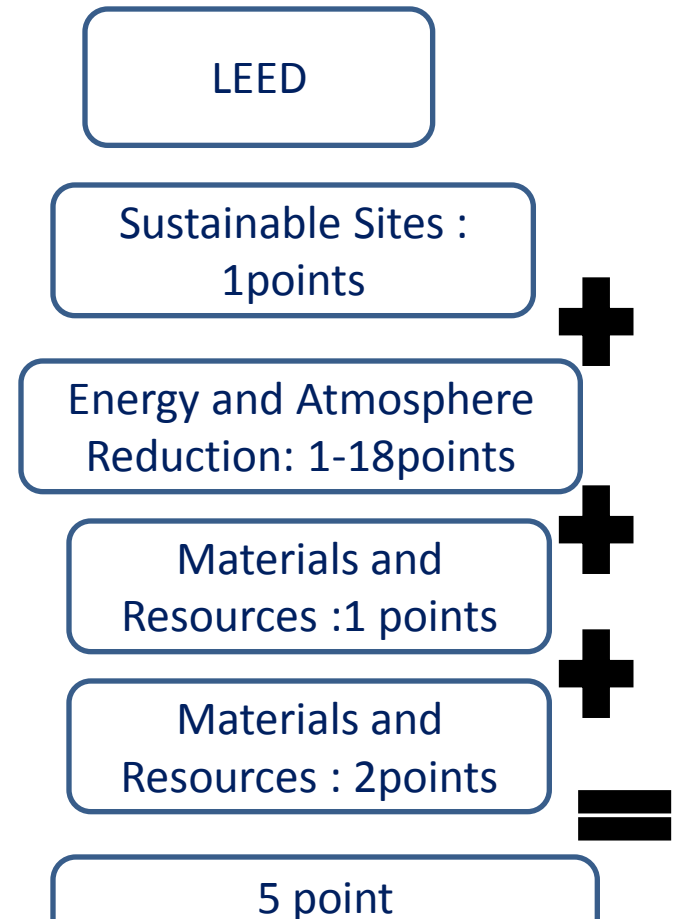 LEED
Sustainable Sites :
1points
Energy and Atmosphere
Reduction: 1-18points
Materials and
Resources :1 points
Materials and
Resources : 2points
5 point